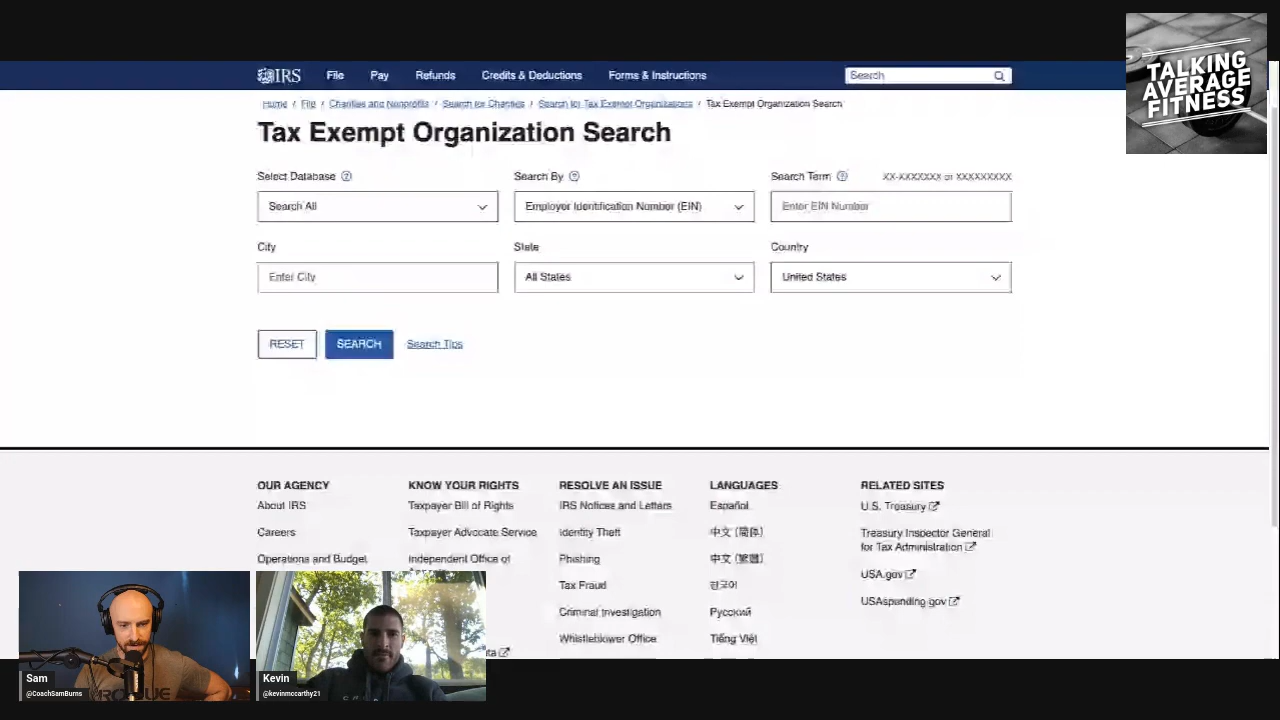 IRS File Pay Refunds Credits & Deductions Forms & Instructions Search
TALKING
AVERAGE
FITNESS
Home / File / Charities and Nonprofits / Search for Charities / Search for Tax Exempt Organizations / Tax Exempt Organization Search
Tax Exempt Organization Search
Select Database Search By Search Term XX-XXXXXXX or XXXXXXXXX
Search All Employer Identification Number (EIN) Enter EIN Number
City State Country
Enter City All States United States
RESET SEARCH Search Tips
OUR AGENCY
About IRS
Careers
Operations and Budget
KNOW YOUR RIGHTS
Taxpayer Bill of Rights
Taxpayer Advocate Service
Independent Office of
RESOLVE AN ISSUE
IRS Notices and Letters
Identity Theft
Phishing
Tax Fraud
Criminal Investigation
Whistleblower Office
LANGUAGES
Español
中文 (简体)
中文 (繁體)
한국어
Русский
Tiếng Việt
RELATED SITES
U.S. Treasury
Treasury Inspector General
for Tax Administration
USA.gov
USAspending.gov
Sam
@CoachSamBurns
Kevin
@kevinmccarthy21